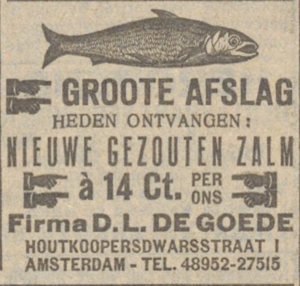 GROOTE AFSLAG
HEDEN ONTVANGEN:
NIEUWE GEZOUTEN ZALM
à 14 Ct. PER ONS
Firma D. L. DE GOEDE
HOUTKOOPERSDWARSSTRAAT 1
AMSTERDAM - TEL. 48952-27515